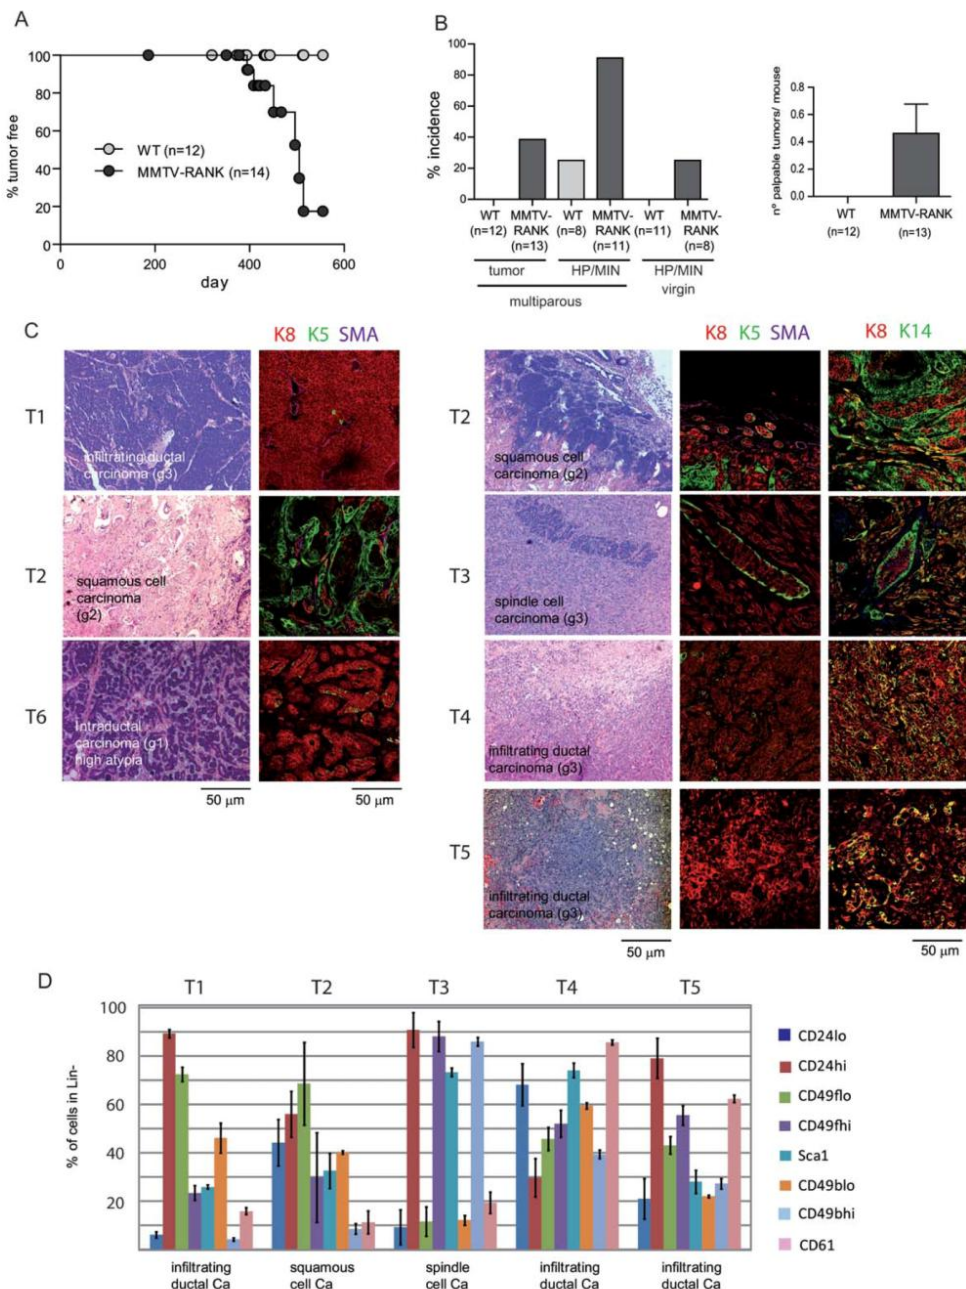 A
% tumor free
100
80
60
40
20
0
WT (n=12)
MMTV-RANK (n=14)
0 200 400 600
day
B
% incidence
100
80
60
40
20
0
WT MMTV- WT MMTV- WT MMTV-
RANK RANK RANK
(n=12) (n=8) (n=11)
(n=13) (n=11) (n=8)
tumor HP/MIN HP/MIN
multiparous virgin
nº palpable tumors/ mouse
0.8
0.6
0.4
0.2
0.0
WT MMTV-RANK
(n=12) (n=13)
C
K8 K5 SMA
T1
infiltrating ductal
carcinoma (g3)
T2
squamous cell
carcinoma
(g2)
T6
Intraductal
carcinoma (g1)
high atypia
50 µm 50 µm
K8 K5 SMA K8 K14
T2
squamous cell
carcinoma (g2)
T3
spindle cell
carcinoma (g3)
T4
infiltrating ductal
carcinoma (g3)
T5
infiltrating ductal
carcinoma (g3)
50 µm 50 µm
D
T1 T2 T3 T4 T5
% of cells in Lin-
100
80
60
40
20
infiltrating squamous spindle infiltrating infiltrating
ductal Ca cell Ca cell Ca ductal Ca ductal Ca
CD24lo
CD24hi
CD49flo
CD49fhi
Sca1
CD49blo
CD49bhi
CD61